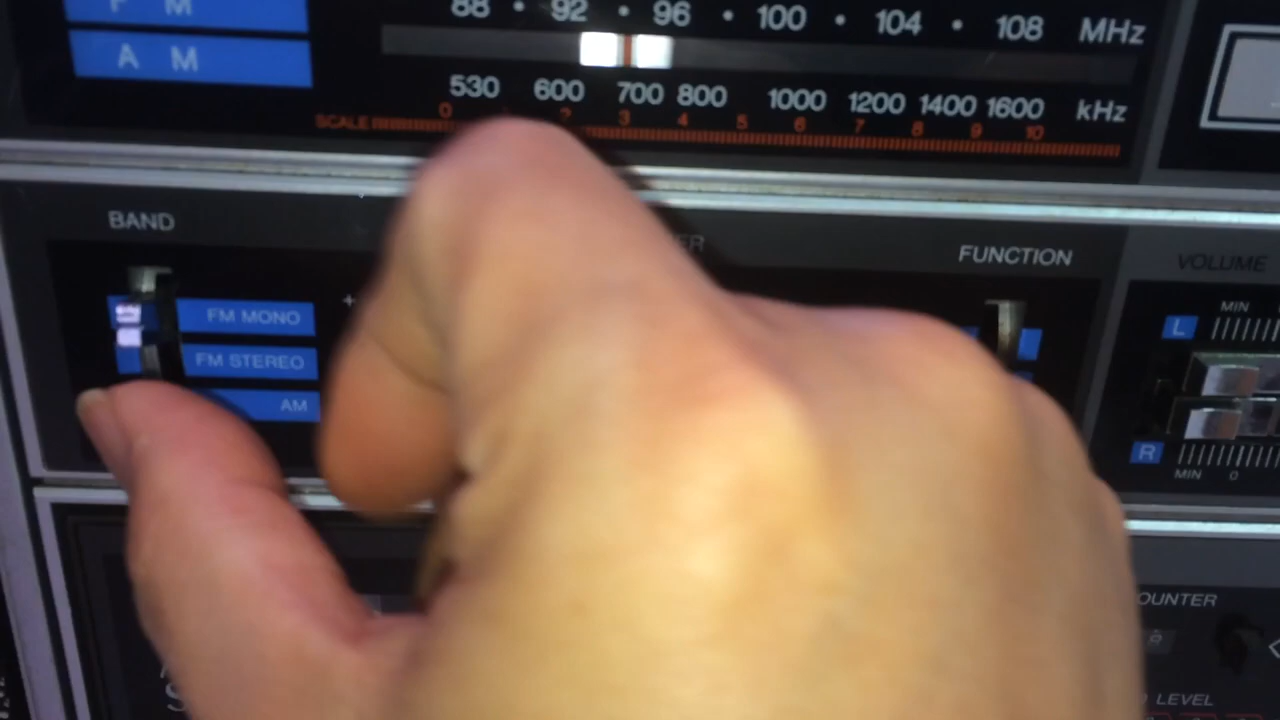 F M
88 • 92 • 96 • 100 • 104 • 108 MHz
A M
530 600 700 800 1000 1200 1400 1600 kHz
SCALE 0 2 3 4 5 6 7 8 9 10
BAND
FUNCTION
VOLUME
FM MONO
MIN
L
FM STEREO
AM
R
MIN 0
OUNTER
LEVEL